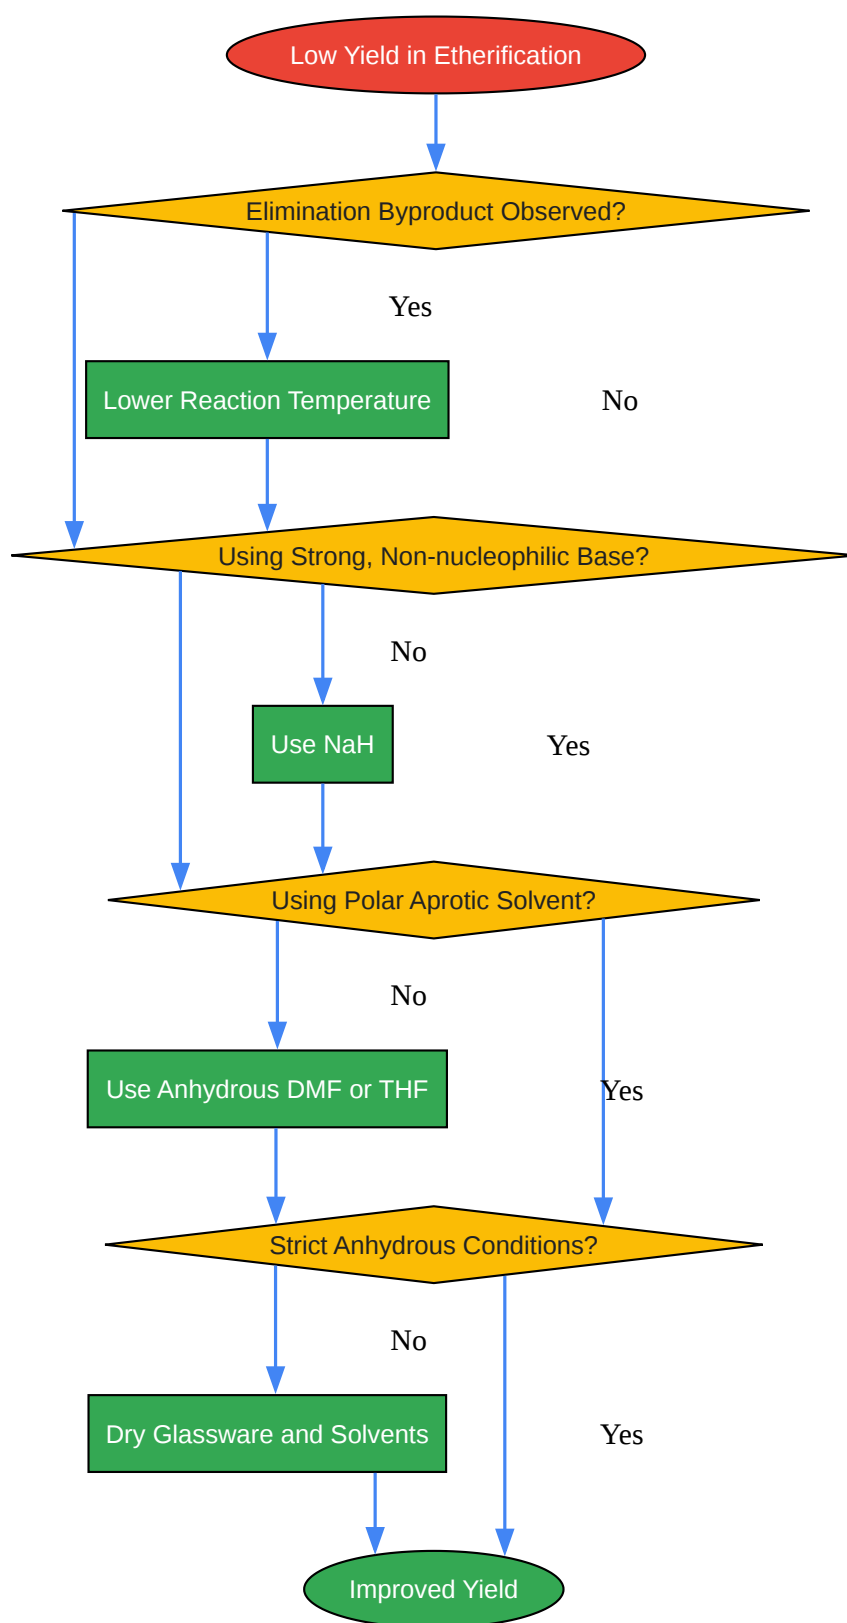 Low Yield in Etherification
Elimination Byproduct Observed?
Yes
Lower Reaction Temperature
No
Using Strong, Non-nucleophilic Base?
No
Use NaH
Yes
Using Polar Aprotic Solvent?
No
Use Anhydrous DMF or THF
Yes
Strict Anhydrous Conditions?
No
Dry Glassware and Solvents
Yes
Improved Yield